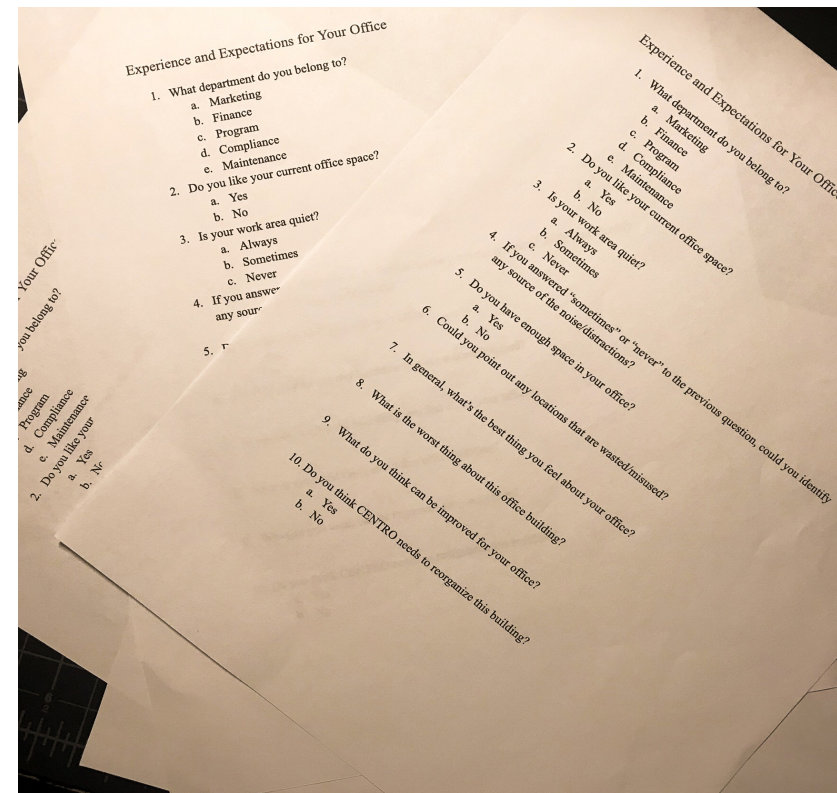 Experience and Expectations for Your Office
1. What department do you belong to?
a. Marketing
b. Finance
c. Program
d. Compliance
e. Maintenance
2. Do you like your current office space?
a. Yes
b. No
3. Is your work area quiet?
a. Always
b. Sometimes
c. Never
4. If you answe
any sour
5.
Experience and Expectations for Your Offic
1. What department do you belong to?
a. Marketing
b. Finance
c. Program
d. Compliance
e. Maintenance
2. Do you like your current office space?
a. Yes
b. No
3. Is your work area quiet?
a. Always
b. Sometimes
c. Never
4. If you answered “sometimes” or “never” to the previous question, could you identify
any source of the noise/distractions?
5. Do you have enough space in your office?
a. Yes
b. No
6. Could you point out any locations that are wasted/misused?
7. In general, what's the best thing you feel about your office?
8. What is the worst thing about this office building?
9. What do you think can be improved for your office?
10. Do you think CENTRO needs to reorganize this building?
a. Yes
b. No
Your Offic
you belong to?
ng
ance
Program
d. Compliance
e. Maintenance
2. Do you like your
a. Yes
b. No